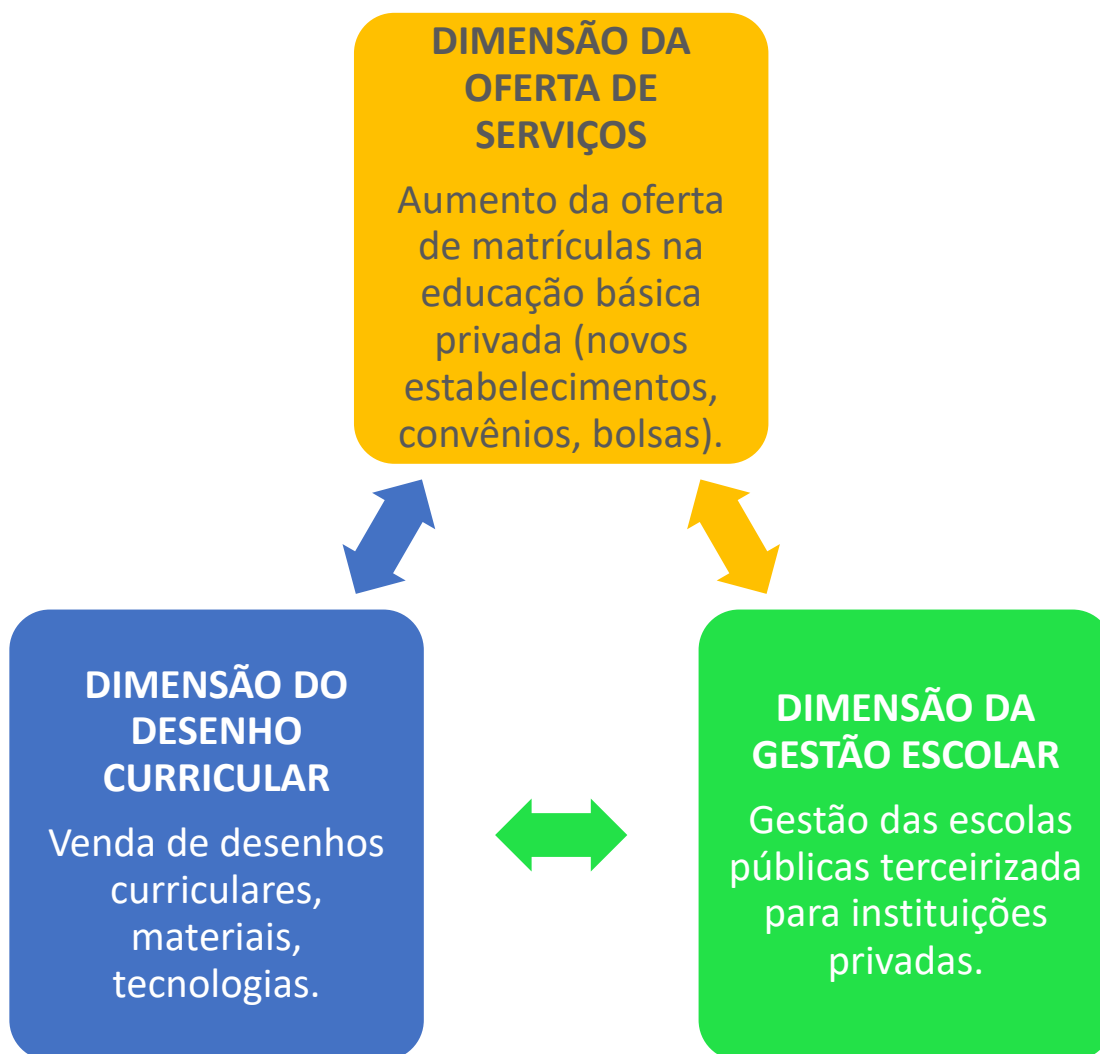 DIMENSÃO DA
OFERTA DE
SERVIÇOS
Aumento da oferta
de matrículas na
educação básica
privada (novos
estabelecimentos,
convênios, bolsas).
DIMENSÃO DO
DESENHO
CURRICULAR
Venda de desenhos
curriculares,
materiais,
tecnologias.
DIMENSÃO DA
GESTÃO ESCOLAR
Gestão das escolas
públicas terceirizada
para instituições
privadas.